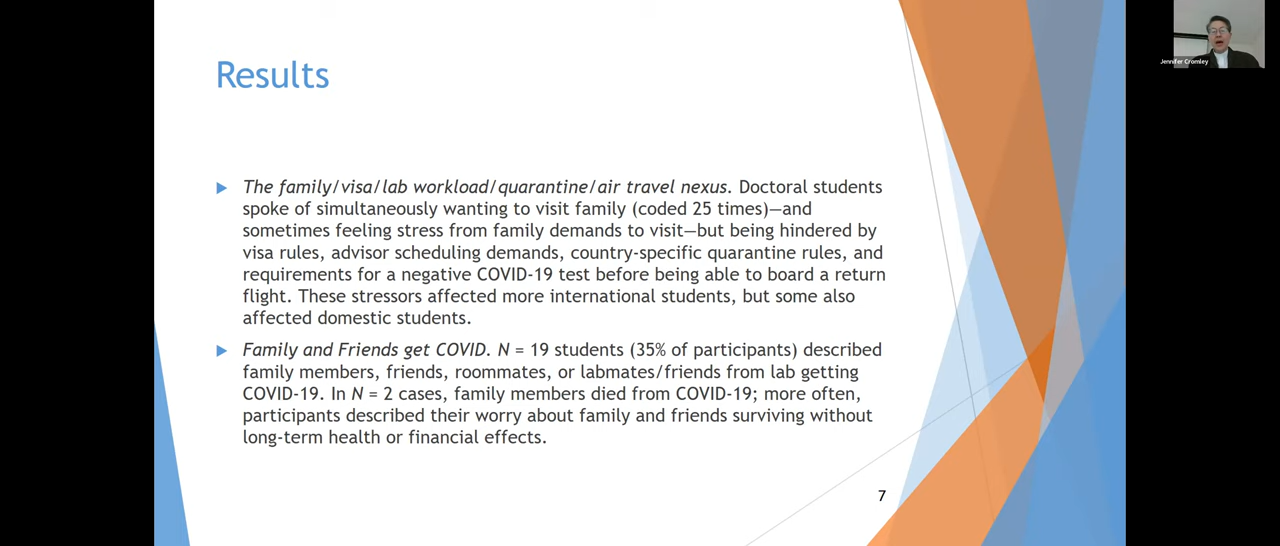 Results
The family/visa/lab workload/quarantine/air travel nexus. Doctoral students
spoke of simultaneously wanting to visit family (coded 25 times)—and
sometimes feeling stress from family demands to visit—but being hindered by
visa rules, advisor scheduling demands, country-specific quarantine rules, and
requirements for a negative COVID-19 test before being able to board a return
flight. These stressors affected more international students, but some also
affected domestic students.
Family and Friends get COVID. N = 19 students (35% of participants) described
family members, friends, roommates, or labmates/friends from lab getting
COVID-19. In N = 2 cases, family members died from COVID-19; more often,
participants described their worry about family and friends surviving without
long-term health or financial effects.
7
Jennifer Cromley